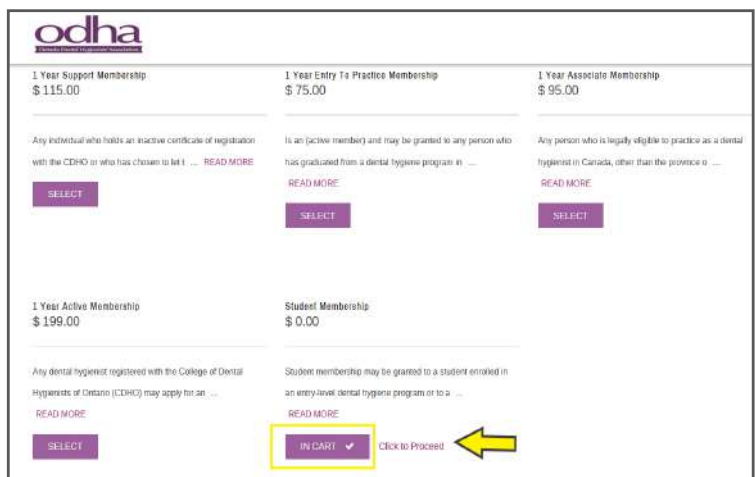 odha
Ontario Dental Hygienists' Association
1 Year Support Membership
$ 115.00
Any individual who holds an inactive certificate of registration
with the CDHO or who has chosen to let t ... READ MORE
SELECT
1 Year Entry To Practice Membership
$ 75.00
Is an (active member) and may be granted to any person who
has graduated from a dental hygiene program in ...
READ MORE
SELECT
1 Year Associate Membership
$ 95.00
Any person who is legally eligible to practice as a dental
hygienist in Canada, other than the province o ...
READ MORE
SELECT
1 Year Active Membership
$ 199.00
Any dental hygienist registered with the College of Dental
Hygienists of Ontario (CDHO) may apply for an ...
READ MORE
SELECT
Student Membership
$ 0.00
Student membership may be granted to a student enrolled in
an entry-level dental hygiene program or to a ...
READ MORE
IN CART ✔ Click to Proceed